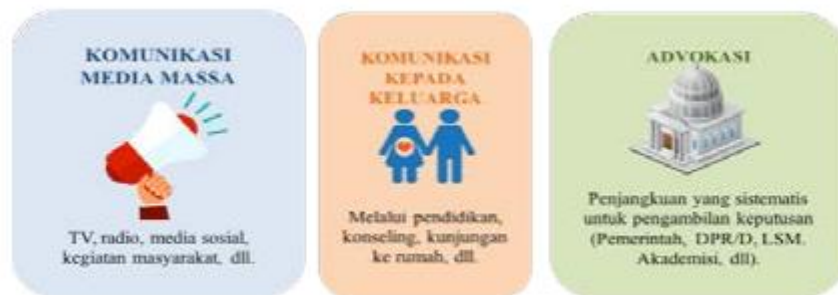 KOMUNIKASI
MEDIA MASSA
TV, radio, media sosial,
kegiatan masyarakat, dll.
KOMUNIKASI
KEPADA
KELUARGA
Melalui pendidikan,
konseling, kunjungan
ke rumah, dll.
ADVOKASI
Penjangkuan yang sistematis
untuk pengambilan keputusan
(Pemerintah, DPR/D, LSM.
Akademisi, dll).